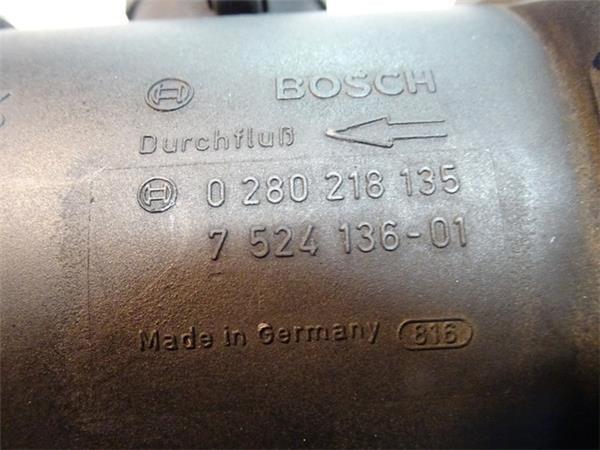 BOSCH
Durchfluß
0 280 218 135
7 524 136-01
Made in Germany 816